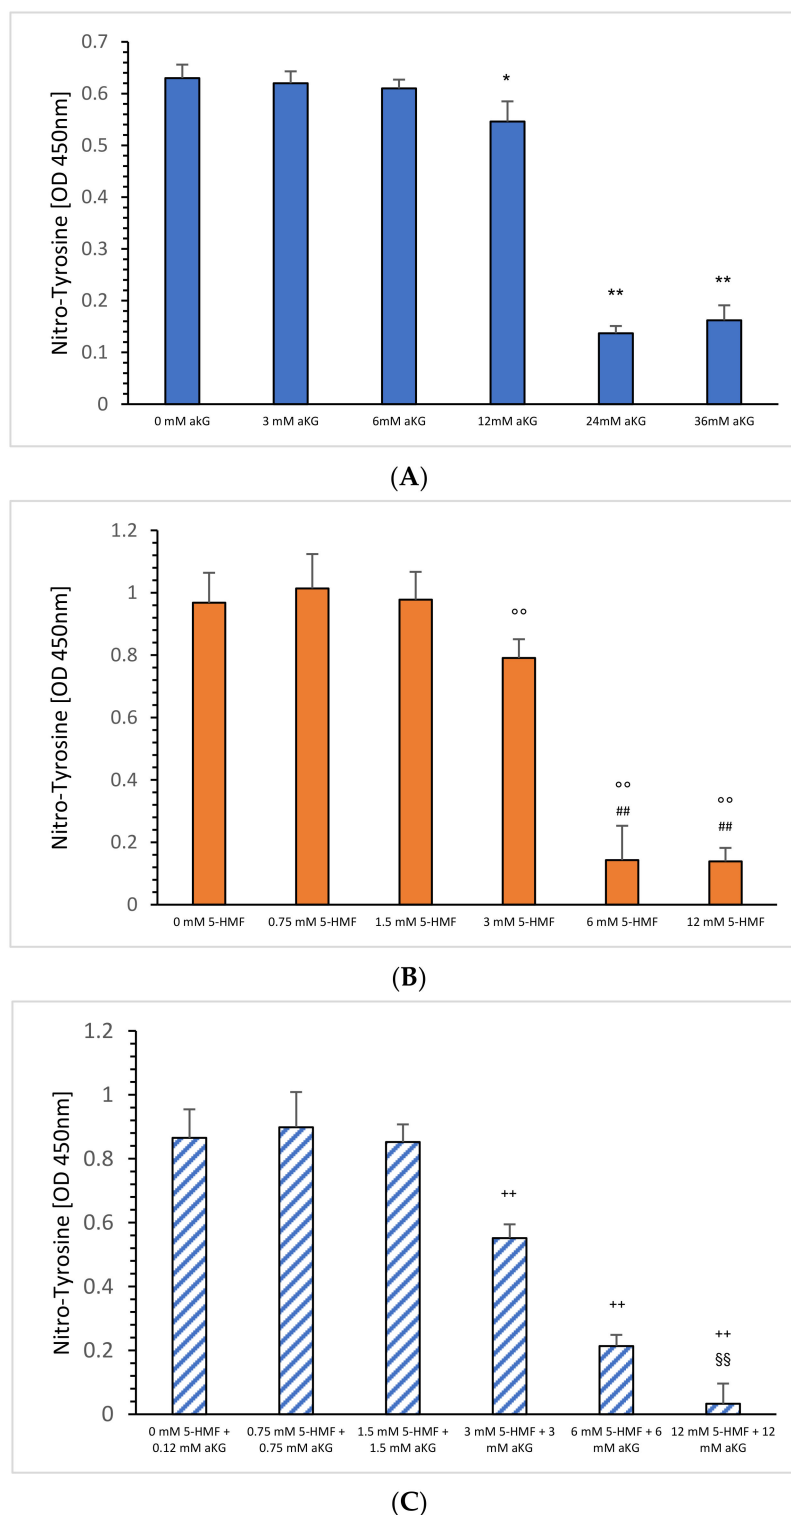 Nitro-Tyrosine [OD 450nm]
0.7
0.6
0.5
0.4
0.3
0.2
0.1
0
*
**
**
0 mM aKG
3 mM aKG
6mM aKG
12mM aKG
24mM aKG
36mM aKG
(A)
Nitro-Tyrosine [OD 450nm]
1.2
1
0.8
0.6
0.4
0.2
0
°°
°°
##
°°
##
0 mM 5-HMF
0.75 mM 5-HMF
1.5 mM 5-HMF
3 mM 5-HMF
6 mM 5-HMF
12 mM 5-HMF
(B)
Nitro-Tyrosine [OD 450nm]
1.2
1
0.8
0.6
0.4
0.2
0
++
++
++
§§
0 mM 5-HMF +
0.12 mM aKG
0.75 mM 5-HMF +
0.75 mM aKG
1.5 mM 5-HMF +
1.5 mM aKG
3 mM 5-HMF + 3
mM aKG
6 mM 5-HMF + 6
mM aKG
12 mM 5-HMF + 12
mM aKG
(C)